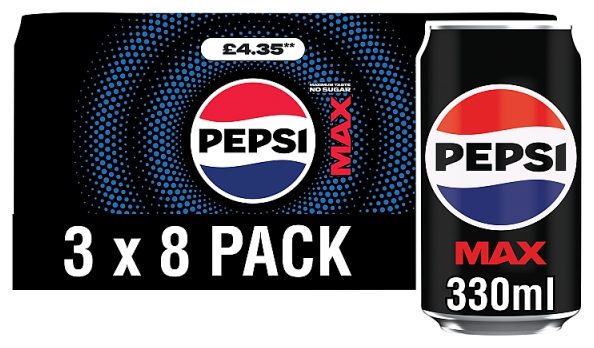 £4.35**
MAXIMUM TASTE
NO SUGAR
PEPSI
MAX
3 x 8 PACK
PEPSI
MAX
330ml